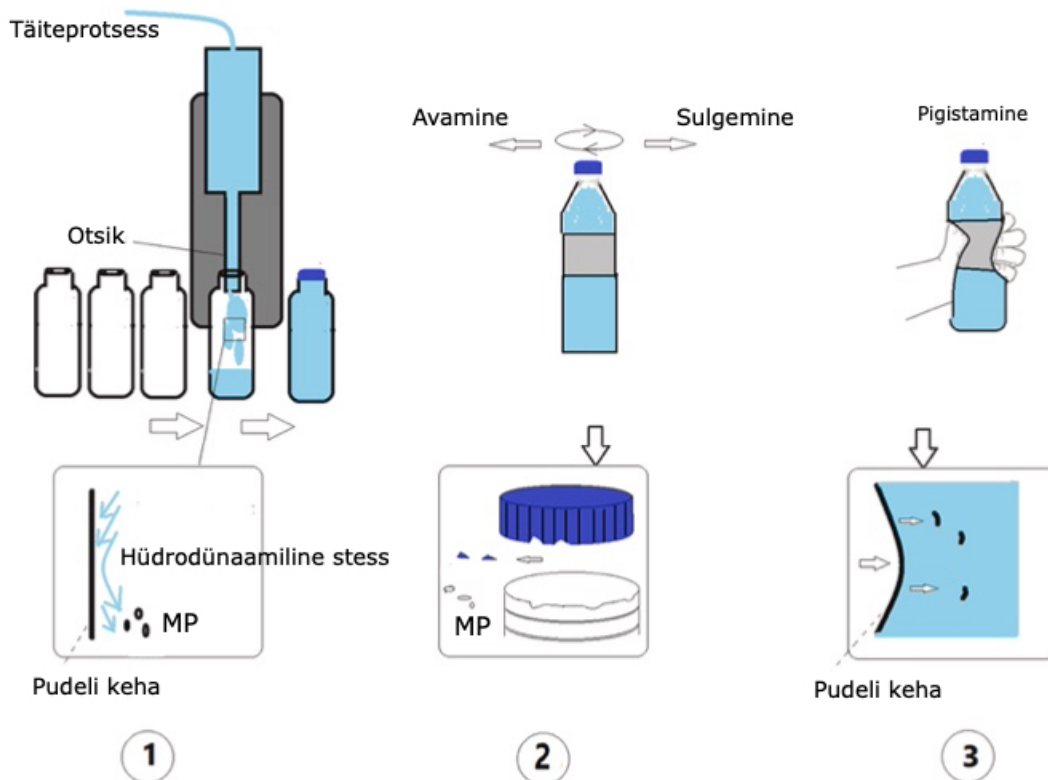 Täiteprotsess
Otsik
Hüdrodünaamiline stess
MP
Pudeli keha
1
Avamine
Sulgemine
MP
2
Pigistamine
Pudeli keha
3